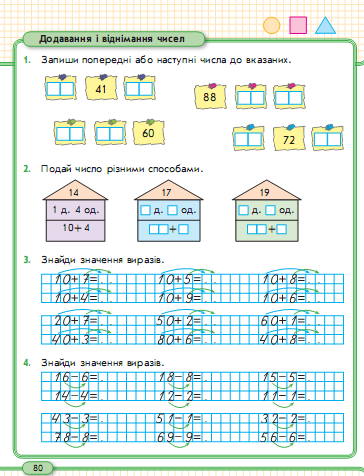 Додавання і віднімання чисел
1. Запиши попередні або наступні числа до вказаних.
41
88
60
72
2. Подай число різними способами.
14 17 19
1 д. 4 од. д. од. д. од.
10+4 + +
3. Знайди значення виразів.
10+7= 10+5= 10+8=
10+4= 10+9= 10+6=
20+7= 50+2= 60+1=
40+3= 80+6= 40+8=
4. Знайди значення виразів.
16-6= 18-8= 15-5=
14-4= 12-2= 11-1=
43-3= 51-1= 32-2=
78-8= 69-9= 56-6=
80